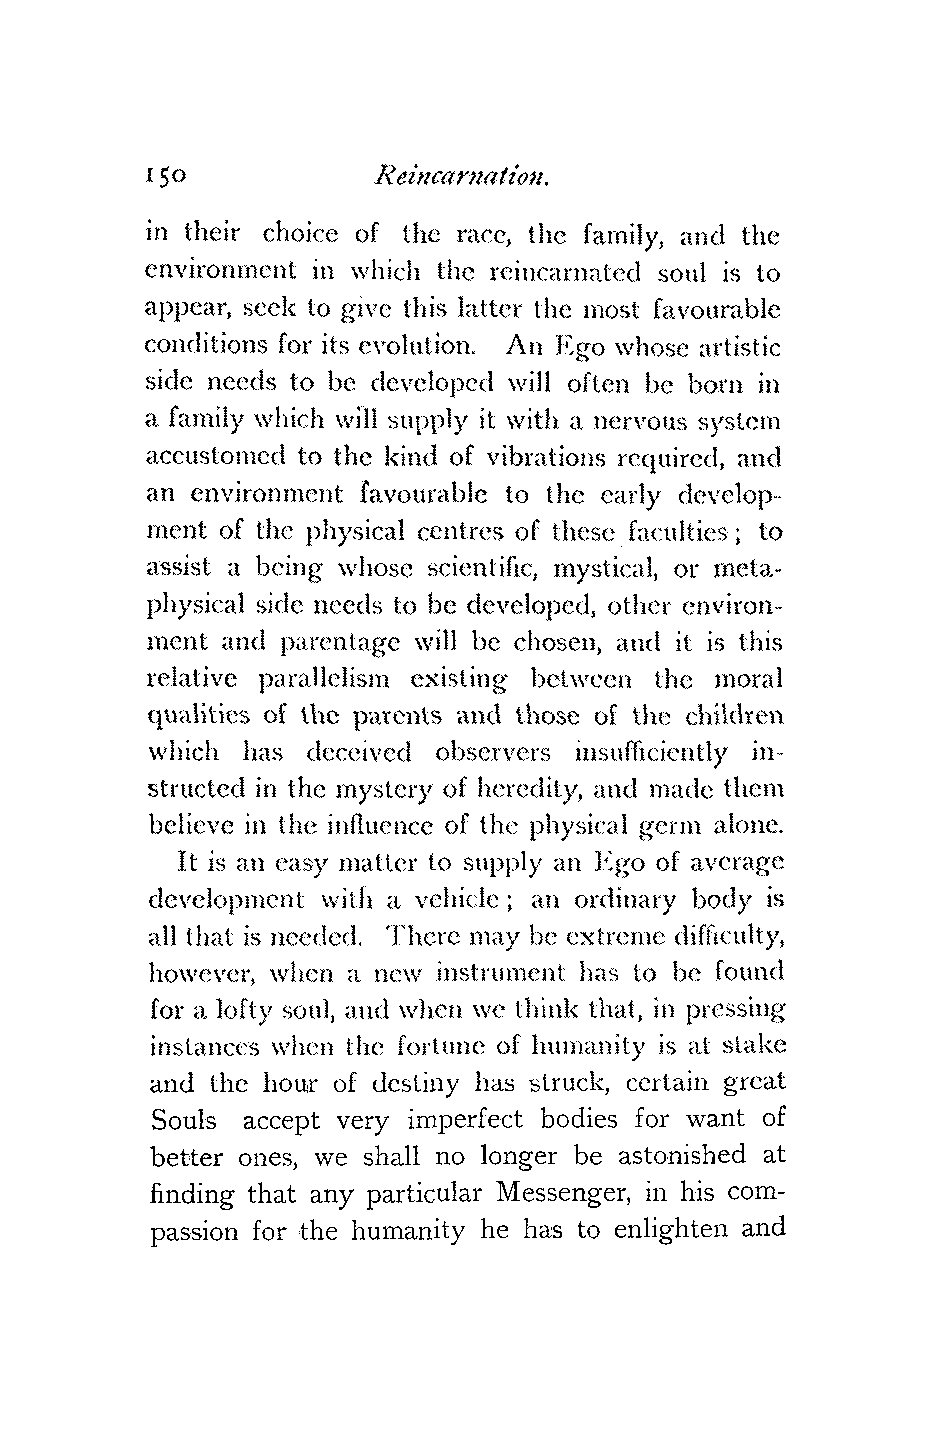 150 Reincarnation.
in their choice of the race, the family, and the
environment in which the reincarnated soul is to
appear, seek to give this latter the most favourable
conditions for its evolution. An Ego whose artistic
side needs to be developed will often be born in
a family which will supply it with a nervous system
accustomed to the kind of vibrations required, and
an environment favourable to the early develop-
ment of the physical centres of these faculties; to
assist a being whose scientific, mystical, or meta-
physical side needs to be developed, other environ-
ment and parentage will be chosen, and it is this
relative parallelism existing between the moral
qualities of the parents and those of the children
which has deceived observers insufficiently in-
structed in the mystery of heredity, and made them
believe in the influence of the physical germ alone.
It is an easy matter to supply an Ego of average
development with a vehicle; an ordinary body is
all that is needed. There may be extreme difficulty,
however, when a new instrument has to be found
for a lofty soul, and when we think that, in pressing
instances when the fortune of humanity is at stake
and the hour of destiny has struck, certain great
Souls accept very imperfect bodies for want of
better ones, we shall no longer be astonished at
finding that any particular Messenger, in his com-
passion for the humanity he has to enlighten and